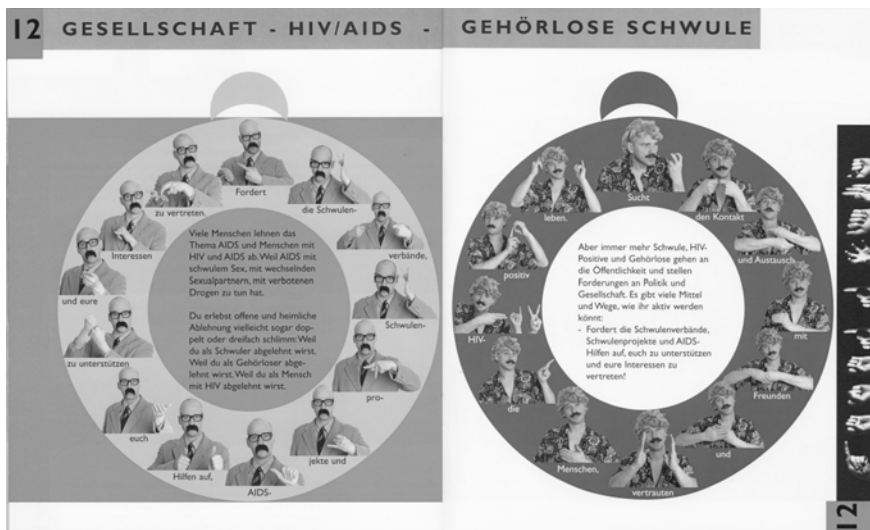 12 GESELLSCHAFT - HIV/AIDS - GEHÖRLOSE SCHWULE
Fordert
die Schwulen-
verbände,
Schwulen-
pro-
jekte und
AIDS-
Hilfen auf,
euch
zu unterstützen
und eure
Interessen
zu vertreten.
Viele Menschen lehnen das
Thema AIDS und Menschen mit
HIV und AIDS ab. Weil AIDS mit
schwulem Sex, mit wechselnden
Sexualpartnern, mit verbotenen
Drogen zu tun hat.
Du erlebst offene und heimliche
Ablehnung vielleicht sogar dop-
pelt oder dreifach schlimm: Weil
du als Schwuler abgelehnt wirst.
Weil du als Gehörloser abge-
lehnt wirst. Weil du als Mensch
mit HIV abgelehnt wirst.
Sucht
den Kontakt
und Austausch
mit
Freunden
und
vertrauten
Menschen,
die
HIV-
positiv
leben.
Aber immer mehr Schwule, HIV-
Positive und Gehörlose gehen an
die Öffentlichkeit und stellen
Forderungen an Politik und
Gesellschaft. Es gibt viele Mittel
und Wege, wie ihr aktiv werden
könnt:
- Fordert die Schwulenverbände,
Schwulenprojekte und AIDS-
Hilfen auf, euch zu unterstützen
und eure Interessen zu
vertreten!
12